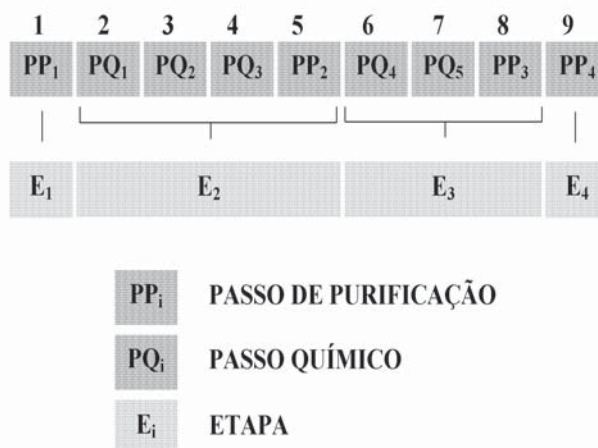 1 2 3 4 5 6 7 8 9
PP₁ PQ₁ PQ₂ PQ₃ PP₂ PQ₄ PQ₅ PP₃ PP₄
E₁ E₂ E₃ E₄
PPᵢ PASSO DE PURIFICAÇÃO
PQᵢ PASSO QUÍMICO
Eᵢ ETAPA